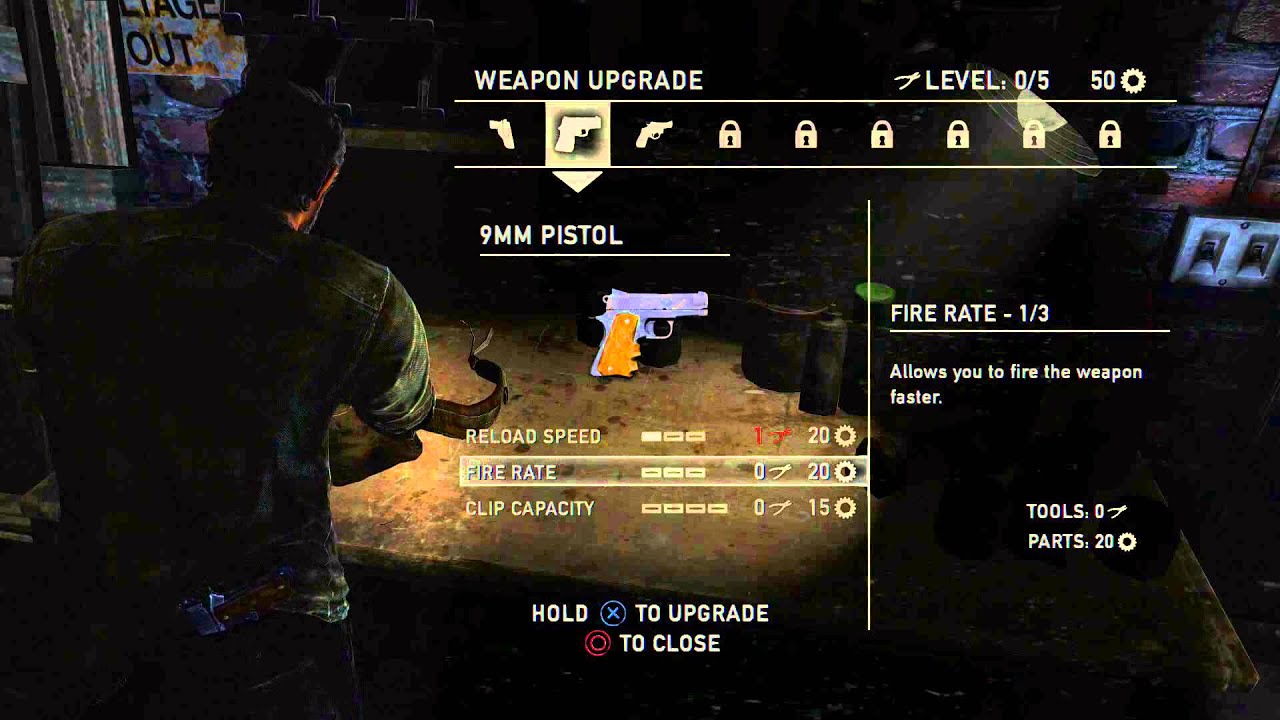 LTAGE
OUT
WEAPON UPGRADE
LEVEL: 0/5 50
9MM PISTOL
FIRE RATE - 1/3
Allows you to fire the weapon
faster.
RELOAD SPEED 1 20
FIRE RATE 0 20
CLIP CAPACITY 0 15
TOOLS: 0
PARTS: 20
HOLD TO UPGRADE
TO CLOSE